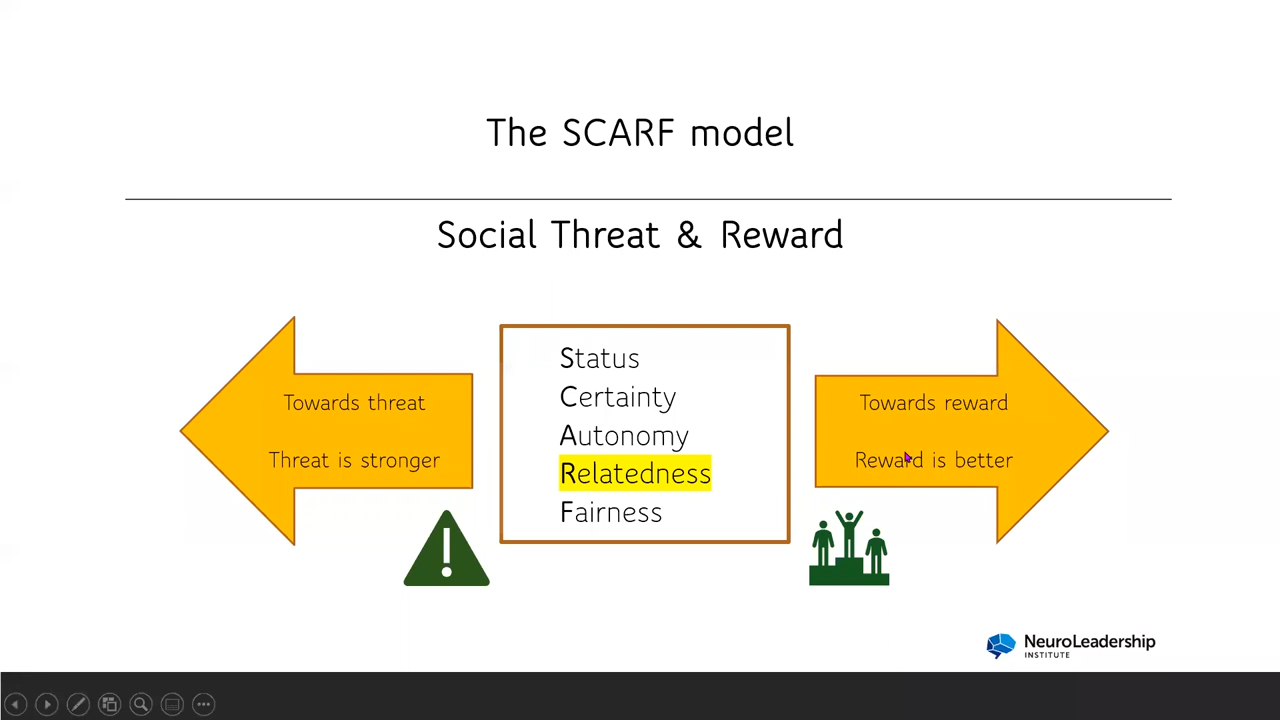 The SCARF model
Social Threat & Reward
Towards threat
Threat is stronger
Status
Certainty
Autonomy
Relatedness
Fairness
Towards reward
Reward is better
NeuroLeadership
INSTITUTE